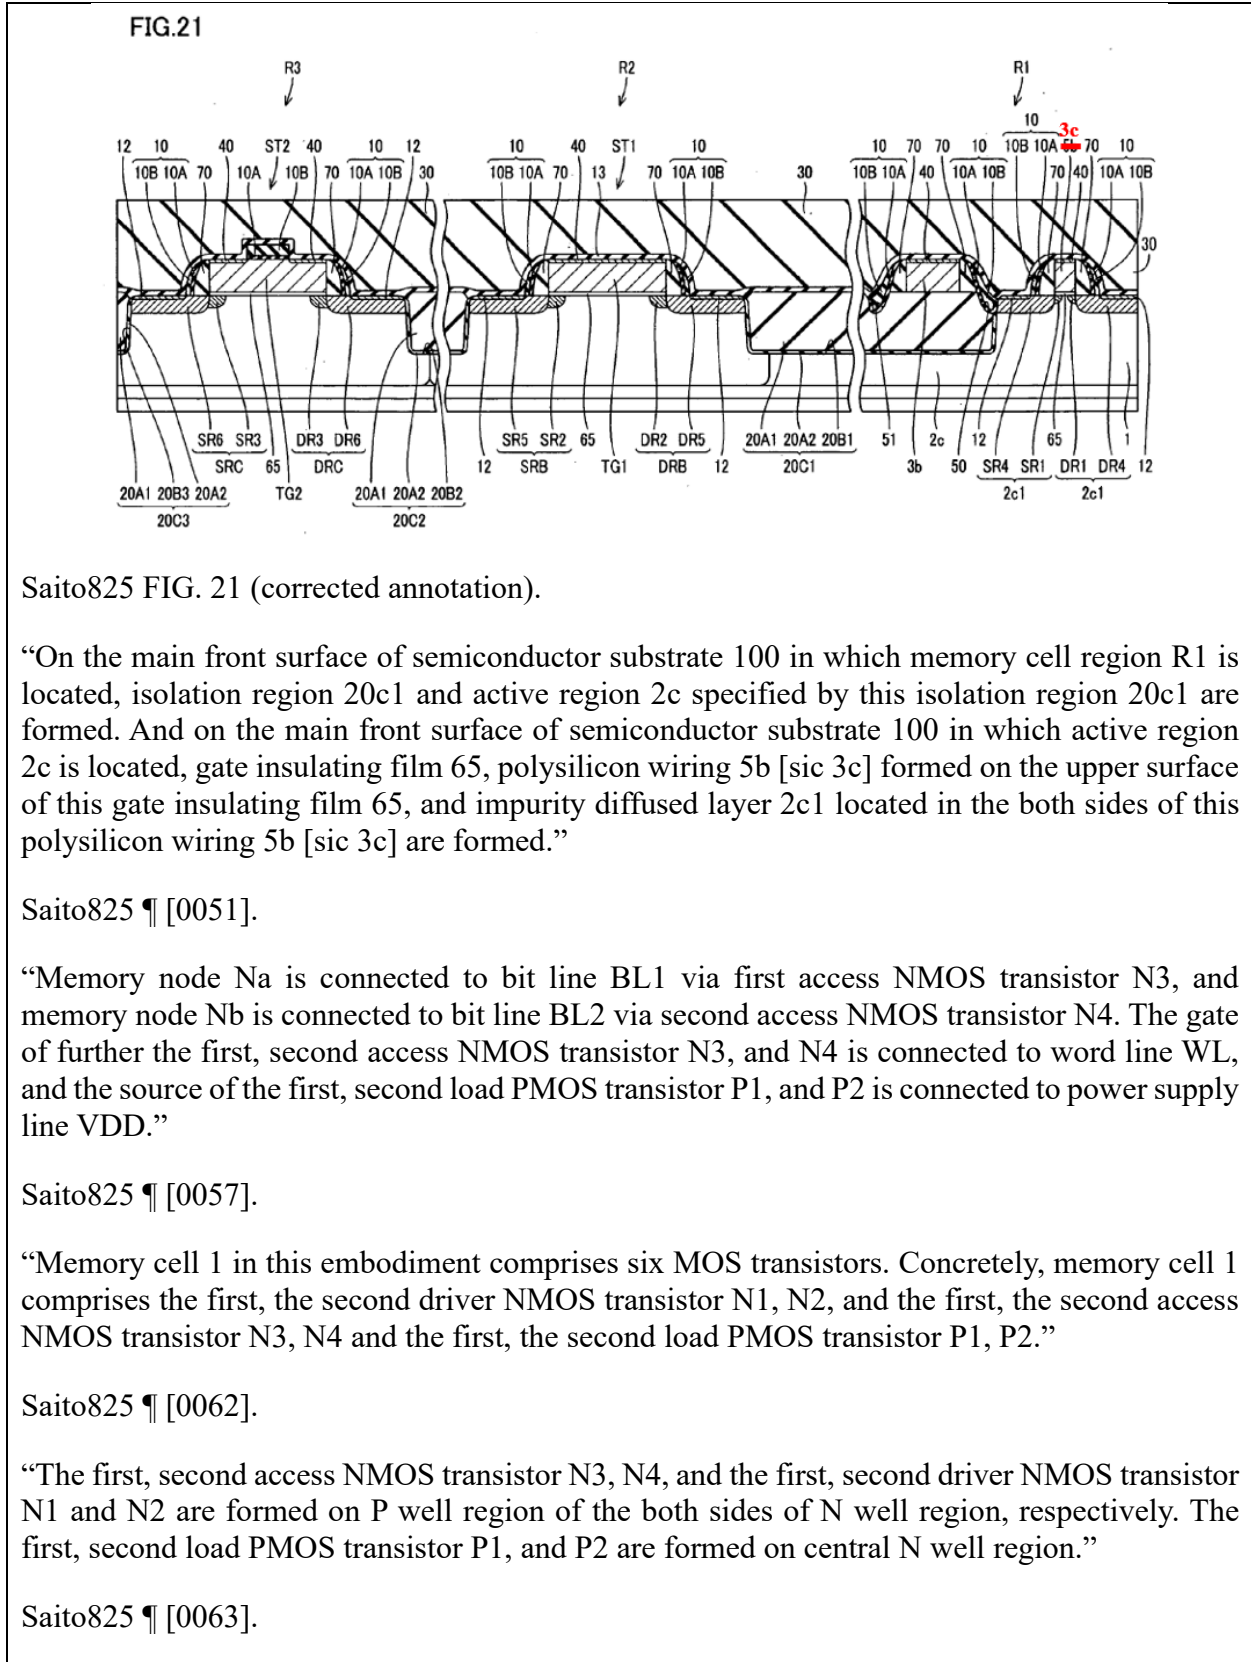 FIG.21
R3 R2 R1
10
3c
12 10 40 ST2 40 10 12 10 40 ST1 10 10 70 70 10 10B 10A 5b 70 10
10B 10A 70 10A 10B 70 10A 10B 30 10B 10A 70 13 70 10A 10B 30 10B 10A 40 10A 10B 70 40 10A 10B
30
SR6 SR3 DR3 DR6 SR5 SR2 65 DR2 DR5 20A1 20A2 20B1 51 2c 12 65 1
SRC 65 DRC 12 SRB TG1 DRB 12 20C1 3b 50 SR4 SR1 DR1 DR4 12
2c1 2c1
20A1 20B3 20A2 TG2 20A1 20A2 20B2
20C3 20C2
Saito825 FIG. 21 (corrected annotation).
“On the main front surface of semiconductor substrate 100 in which memory cell region R1 is
located, isolation region 20c1 and active region 2c specified by this isolation region 20c1 are
formed. And on the main front surface of semiconductor substrate 100 in which active region
2c is located, gate insulating film 65, polysilicon wiring 5b [sic 3c] formed on the upper surface
of this gate insulating film 65, and impurity diffused layer 2c1 located in the both sides of this
polysilicon wiring 5b [sic 3c] are formed.”
Saito825 ¶ [0051].
“Memory node Na is connected to bit line BL1 via first access NMOS transistor N3, and
memory node Nb is connected to bit line BL2 via second access NMOS transistor N4. The gate
of further the first, second access NMOS transistor N3, and N4 is connected to word line WL,
and the source of the first, second load PMOS transistor P1, and P2 is connected to power supply
line VDD.”
Saito825 ¶ [0057].
“Memory cell 1 in this embodiment comprises six MOS transistors. Concretely, memory cell 1
comprises the first, the second driver NMOS transistor N1, N2, and the first, the second access
NMOS transistor N3, N4 and the first, the second load PMOS transistor P1, P2.”
Saito825 ¶ [0062].
“The first, second access NMOS transistor N3, N4, and the first, second driver NMOS transistor
N1 and N2 are formed on P well region of the both sides of N well region, respectively. The
first, second load PMOS transistor P1, and P2 are formed on central N well region.”
Saito825 ¶ [0063].